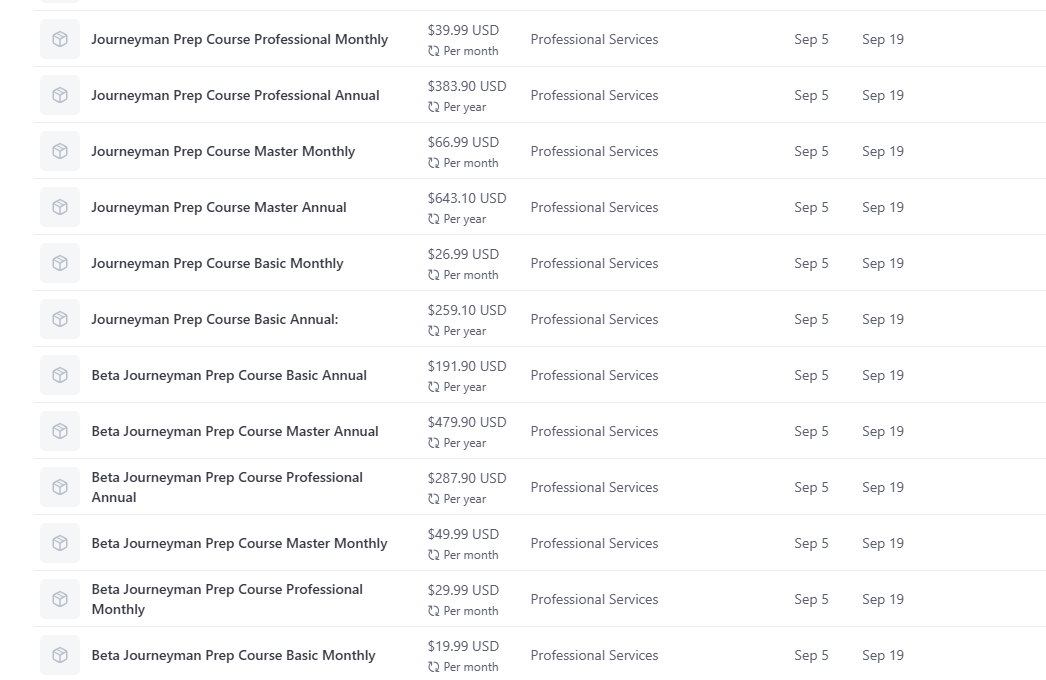 Journeyman Prep Course Professional Monthly $39.99 USD Professional Services Sep 5 Sep 19
Per month
Journeyman Prep Course Professional Annual $383.90 USD Professional Services Sep 5 Sep 19
Per year
Journeyman Prep Course Master Monthly $66.99 USD Professional Services Sep 5 Sep 19
Per month
Journeyman Prep Course Master Annual $643.10 USD Professional Services Sep 5 Sep 19
Per year
Journeyman Prep Course Basic Monthly $26.99 USD Professional Services Sep 5 Sep 19
Per month
Journeyman Prep Course Basic Annual: $259.10 USD Professional Services Sep 5 Sep 19
Per year
Beta Journeyman Prep Course Basic Annual $191.90 USD Professional Services Sep 5 Sep 19
Per year
Beta Journeyman Prep Course Master Annual $479.90 USD Professional Services Sep 5 Sep 19
Per year
Beta Journeyman Prep Course Professional $287.90 USD Professional Services Sep 5 Sep 19
Annual Per year
Beta Journeyman Prep Course Master Monthly $49.99 USD Professional Services Sep 5 Sep 19
Per month
Beta Journeyman Prep Course Professional $29.99 USD Professional Services Sep 5 Sep 19
Monthly Per month
Beta Journeyman Prep Course Basic Monthly $19.99 USD Professional Services Sep 5 Sep 19
Per month